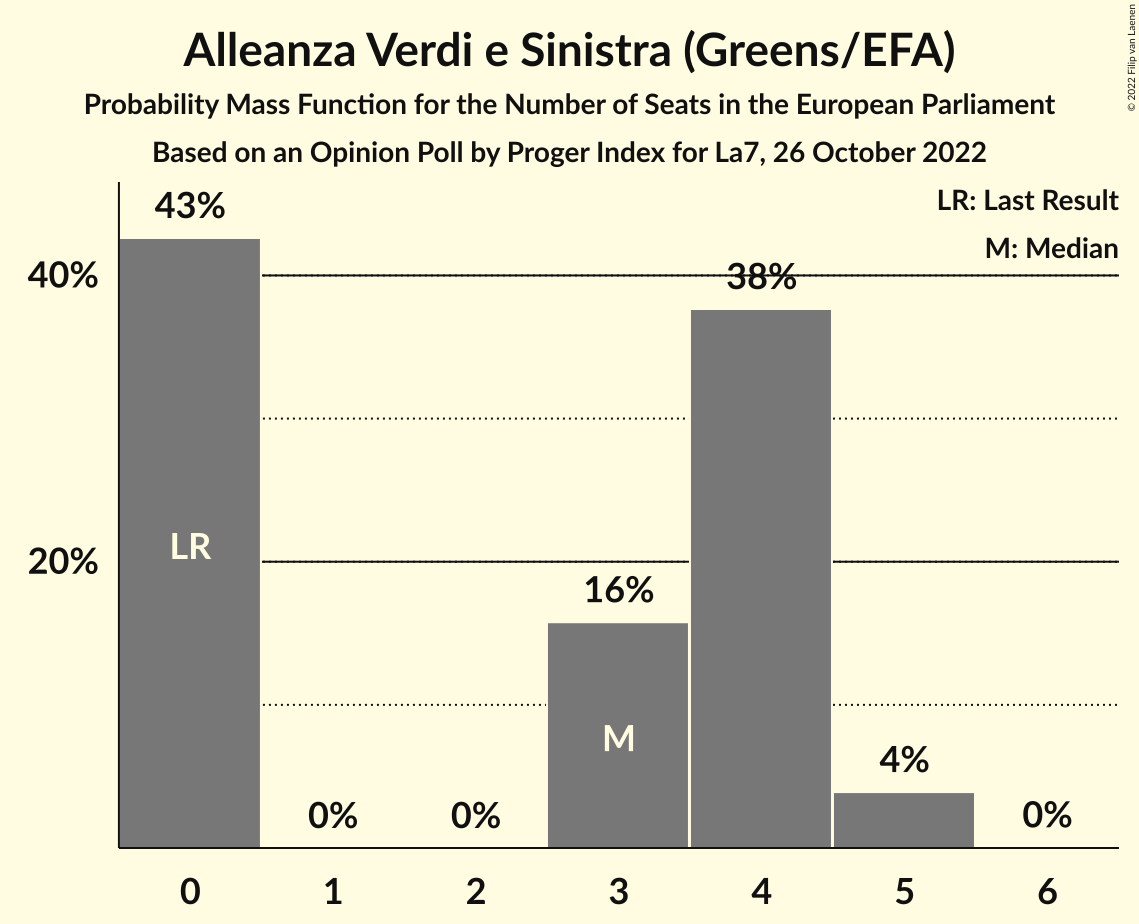 Alleanza Verdi e Sinistra (Greens/EFA)
Probability Mass Function for the Number of Seats in the European Parliament
Based on an Opinion Poll by Proger Index for La7, 26 October 2022
© 2022 Filip van Laenen
LR: Last Result
M: Median
43%
40%
38%
LR
20%
16%
M
4%
0%
0%
0%
0 1 2 3 4 5 6